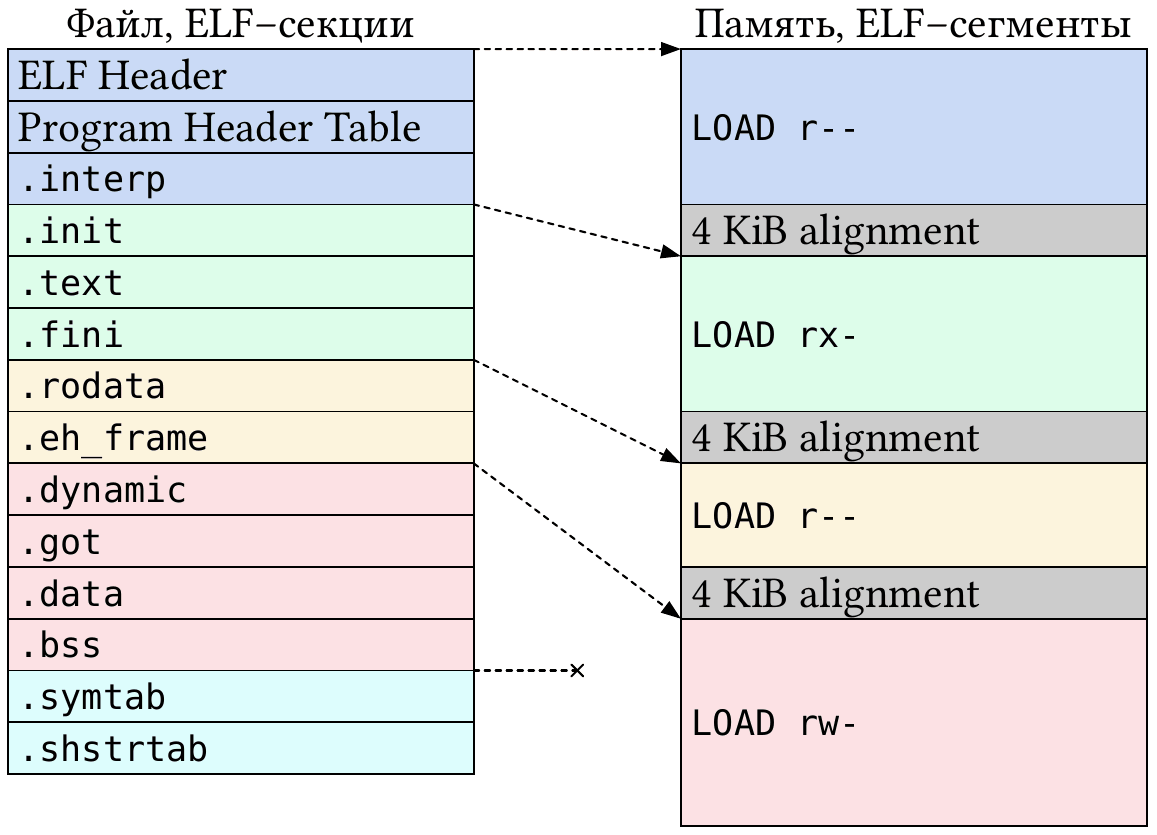 Файл, ELF–секции
ELF Header
Program Header Table
.interp
.init
.text
.fini
.rodata
.eh_frame
.dynamic
.got
.data
.bss
.symtab
.shstrtab
Память, ELF–сегменты
LOAD r--
4 KiB alignment
LOAD rx-
4 KiB alignment
LOAD r--
4 KiB alignment
LOAD rw-